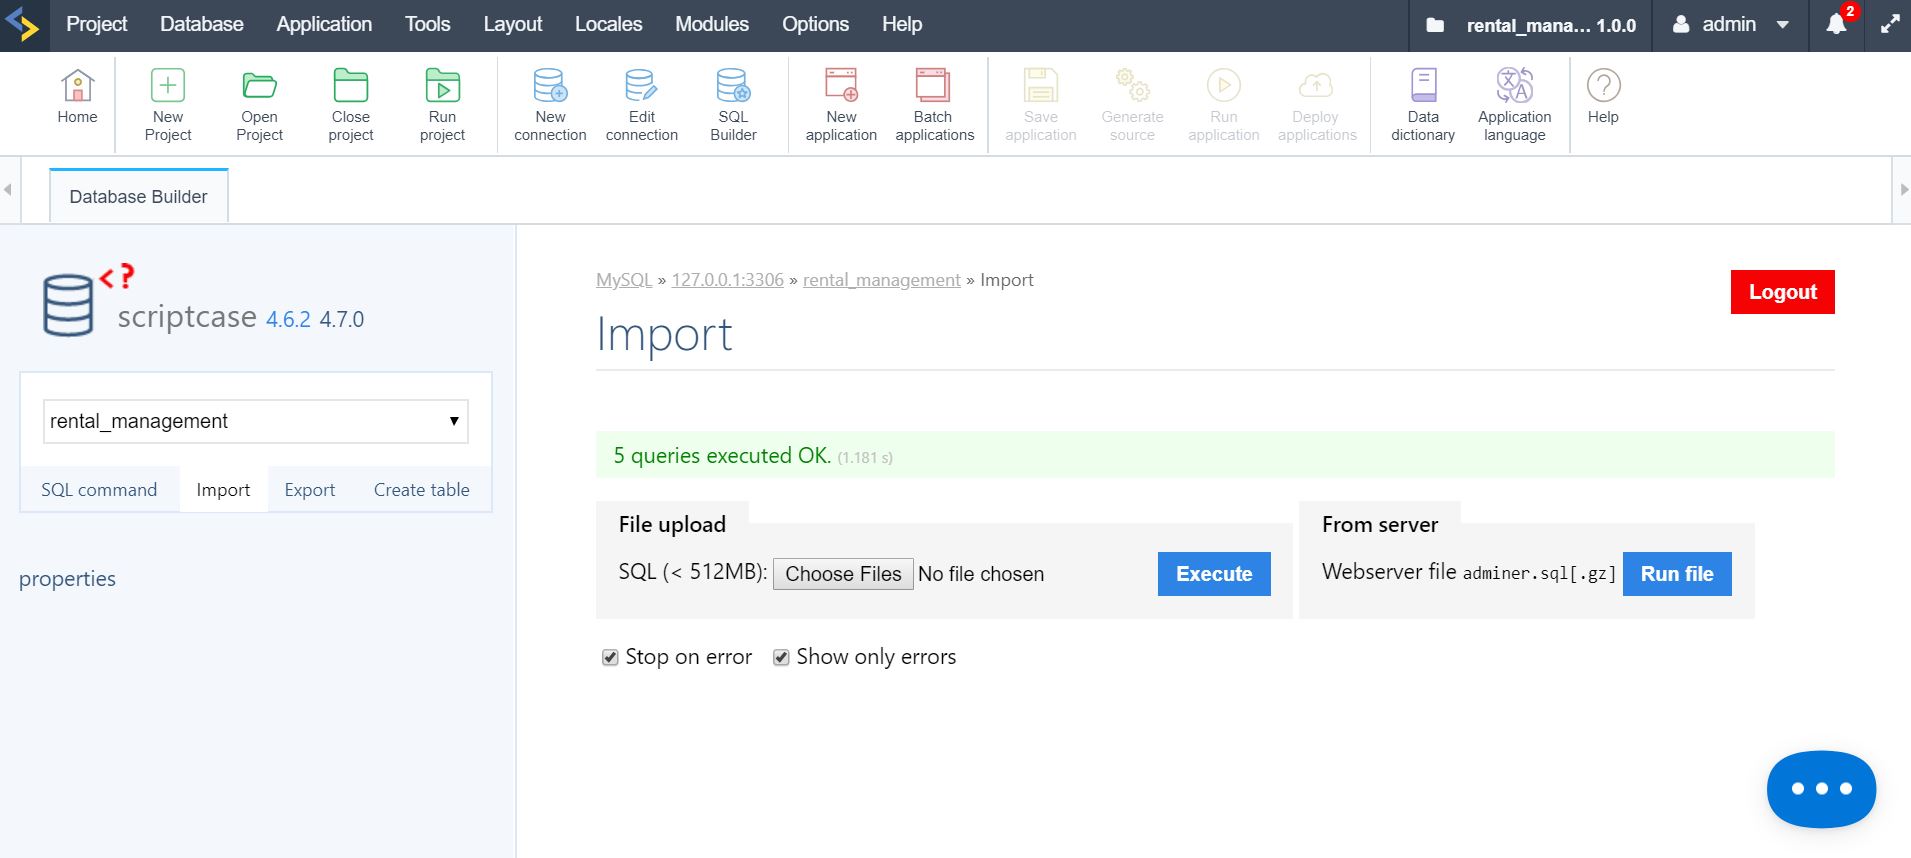 Project Database Application Tools Layout Locales Modules Options Help rental_mana... 1.0.0 admin 2
Home
New Project
Open Project
Close project
Run project
New connection
Edit connection
SQL Builder
New application
Batch applications
Save application
Generate source
Run application
Deploy applications
Data dictionary
Application language
Help
Database Builder
<?
scriptcase 4.6.2 4.7.0
rental_management
SQL command Import Export Create table
properties
MySQL » 127.0.0.1:3306 » rental_management » Import
Logout
Import
5 queries executed OK. (1.181 s)
File upload
SQL (< 512MB): Choose Files No file chosen Execute
From server
Webserver file adminer.sql[.gz] Run file
Stop on error Show only errors